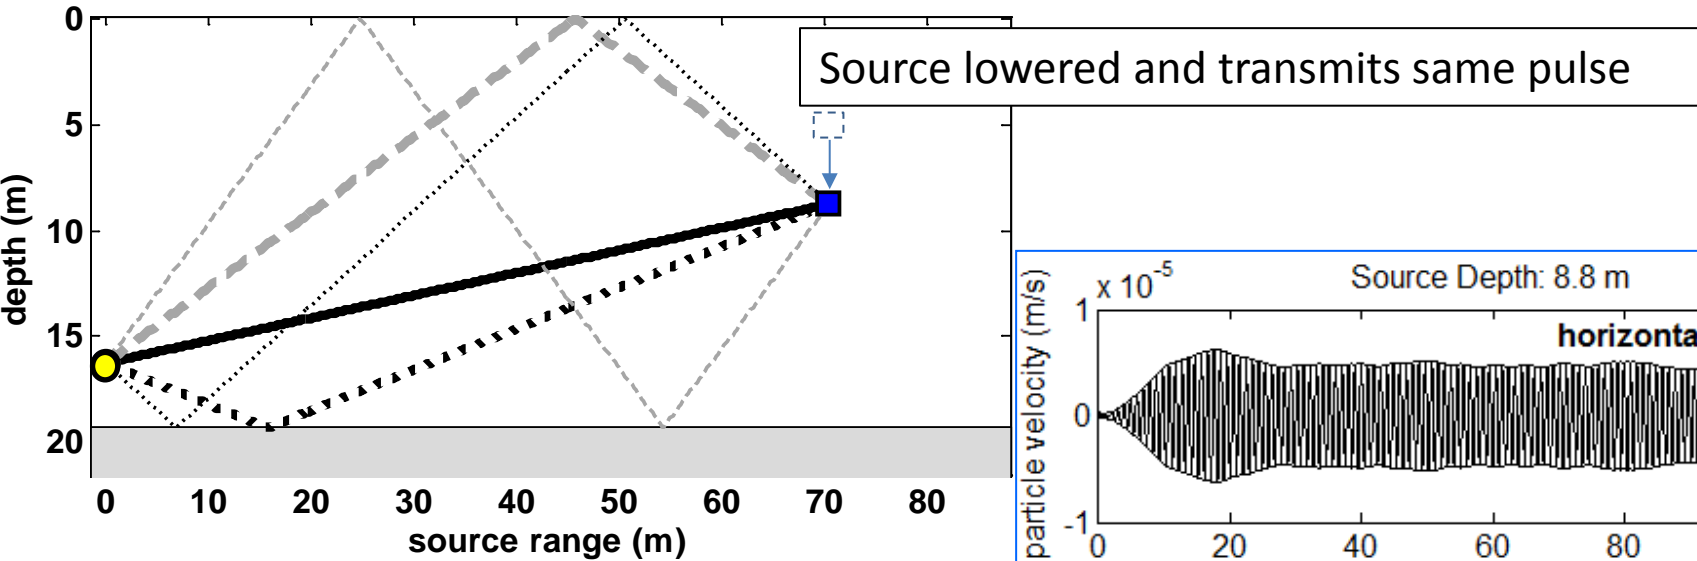 Source lowered and transmits same pulse
depth (m)
0
5
10
15
20
0 10 20 30 40 50 60 70 80
source range (m)
Source Depth: 8.8 m
x 10^-5
particle velocity (m/s)
1
0
-1
horizonta
0 20 40 60 80